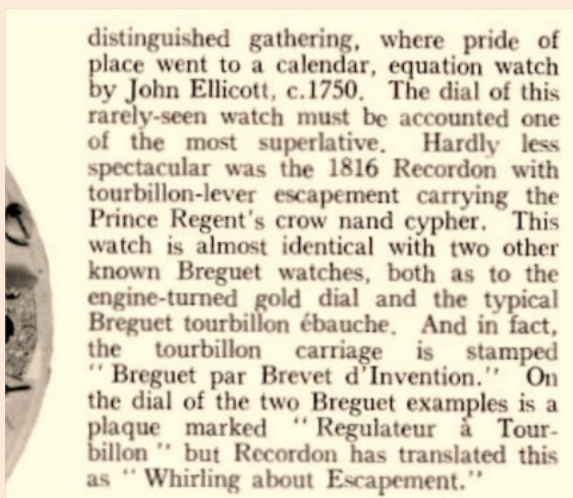 distinguished gathering, where pride of
place went to a calendar, equation watch
by John Ellicott, c.1750. The dial of this
rarely-seen watch must be accounted one
of the most superlative. Hardly less
spectacular was the 1816 Recordon with
tourbillon-lever escapement carrying the
Prince Regent's crow nand cypher. This
watch is almost identical with two other
known Breguet watches, both as to the
engine-turned gold dial and the typical
Breguet tourbillon ébauche. And in fact,
the tourbillon carriage is stamped
"Breguet par Brevet d'Invention." On
the dial of the two Breguet examples is a
plaque marked "Regulateur à Tour-
billon" but Recordon has translated this
as "Whirling about Escapement."